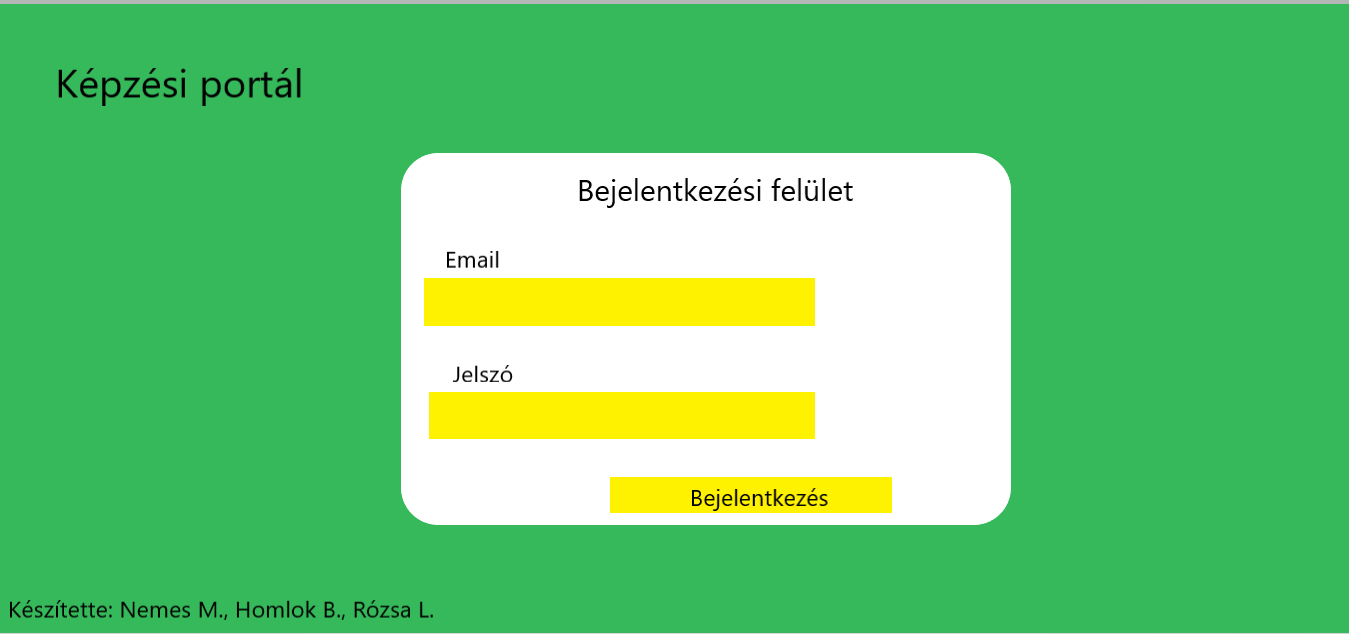 Képzési portál
Bejelentkezési felület
Email
Jelszó
Bejelentkezés
Készítette: Nemes M., Homlok B., Rózsa L.